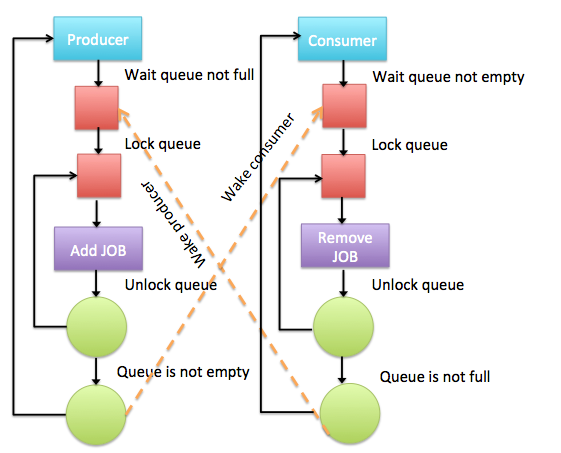 Producer
Wait queue not full
Lock queue
Add JOB
Unlock queue
Queue is not empty
Wake producer
Wake consumer
Consumer
Wait queue not empty
Lock queue
Remove
JOB
Unlock queue
Queue is not full